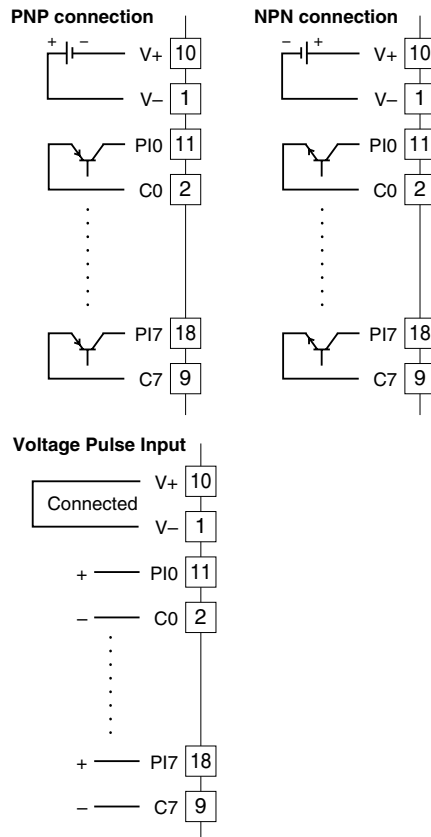 PNP connection
+ – V+ 10
V– 1
PI0 11
C0 2
PI7 18
C7 9
NPN connection
– + V+ 10
V– 1
PI0 11
C0 2
PI7 18
C7 9
Voltage Pulse Input
V+ 10
Connected
V– 1
+ PI0 11
– C0 2
+ PI7 18
– C7 9